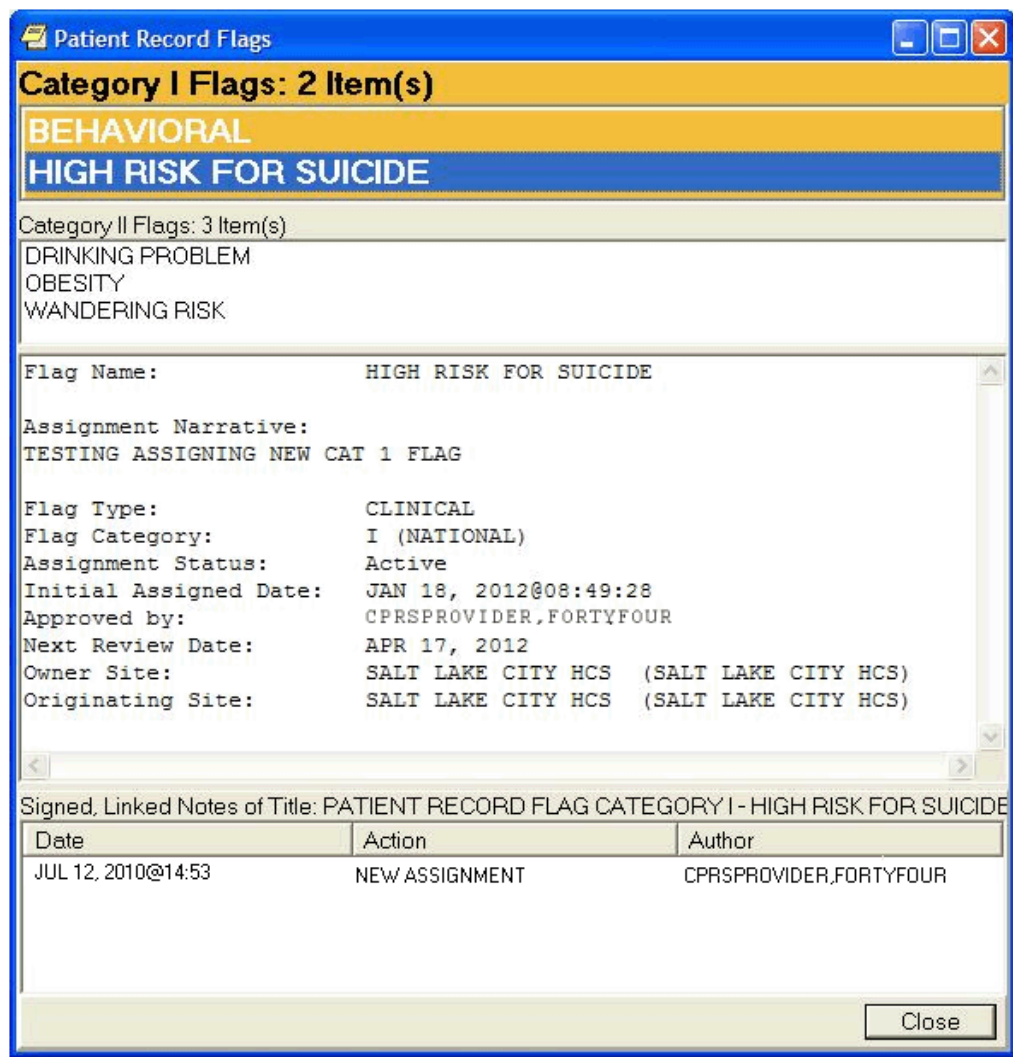 Patient Record Flags
Category I Flags: 2 Item(s)
BEHAVIORAL
HIGH RISK FOR SUICIDE
Category II Flags: 3 Item(s)
DRINKING PROBLEM
OBESITY
WANDERING RISK
Flag Name: HIGH RISK FOR SUICIDE
Assignment Narrative:
TESTING ASSIGNING NEW CAT 1 FLAG
Flag Type: CLINICAL
Flag Category: I (NATIONAL)
Assignment Status: Active
Initial Assigned Date: JAN 18, 2012@08:49:28
Approved by: CPRSPROVIDER,FORTYFOUR
Next Review Date: APR 17, 2012
Owner Site: SALT LAKE CITY HCS (SALT LAKE CITY HCS)
Originating Site: SALT LAKE CITY HCS (SALT LAKE CITY HCS)
Signed, Linked Notes of Title: PATIENT RECORD FLAG CATEGORY I - HIGH RISK FOR SUICIDE
Date Action Author
JUL 12, 2010@14:53 NEW ASSIGNMENT CPRSPROVIDER,FORTYFOUR
Close